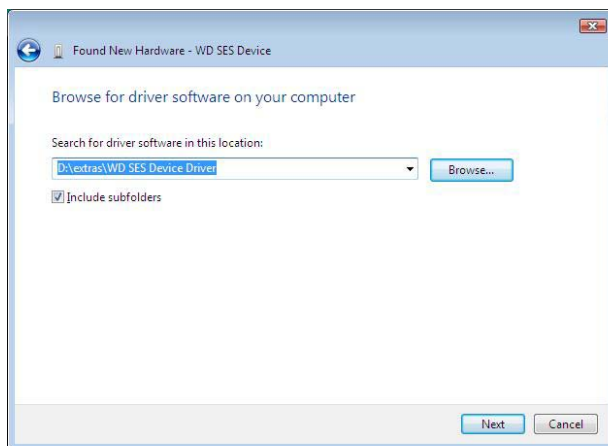 Found New Hardware - WD SES Device
Browse for driver software on your computer
Search for driver software in this location:
D:\extras\WD SES Device Driver
Browse...
Include subfolders
Next
Cancel